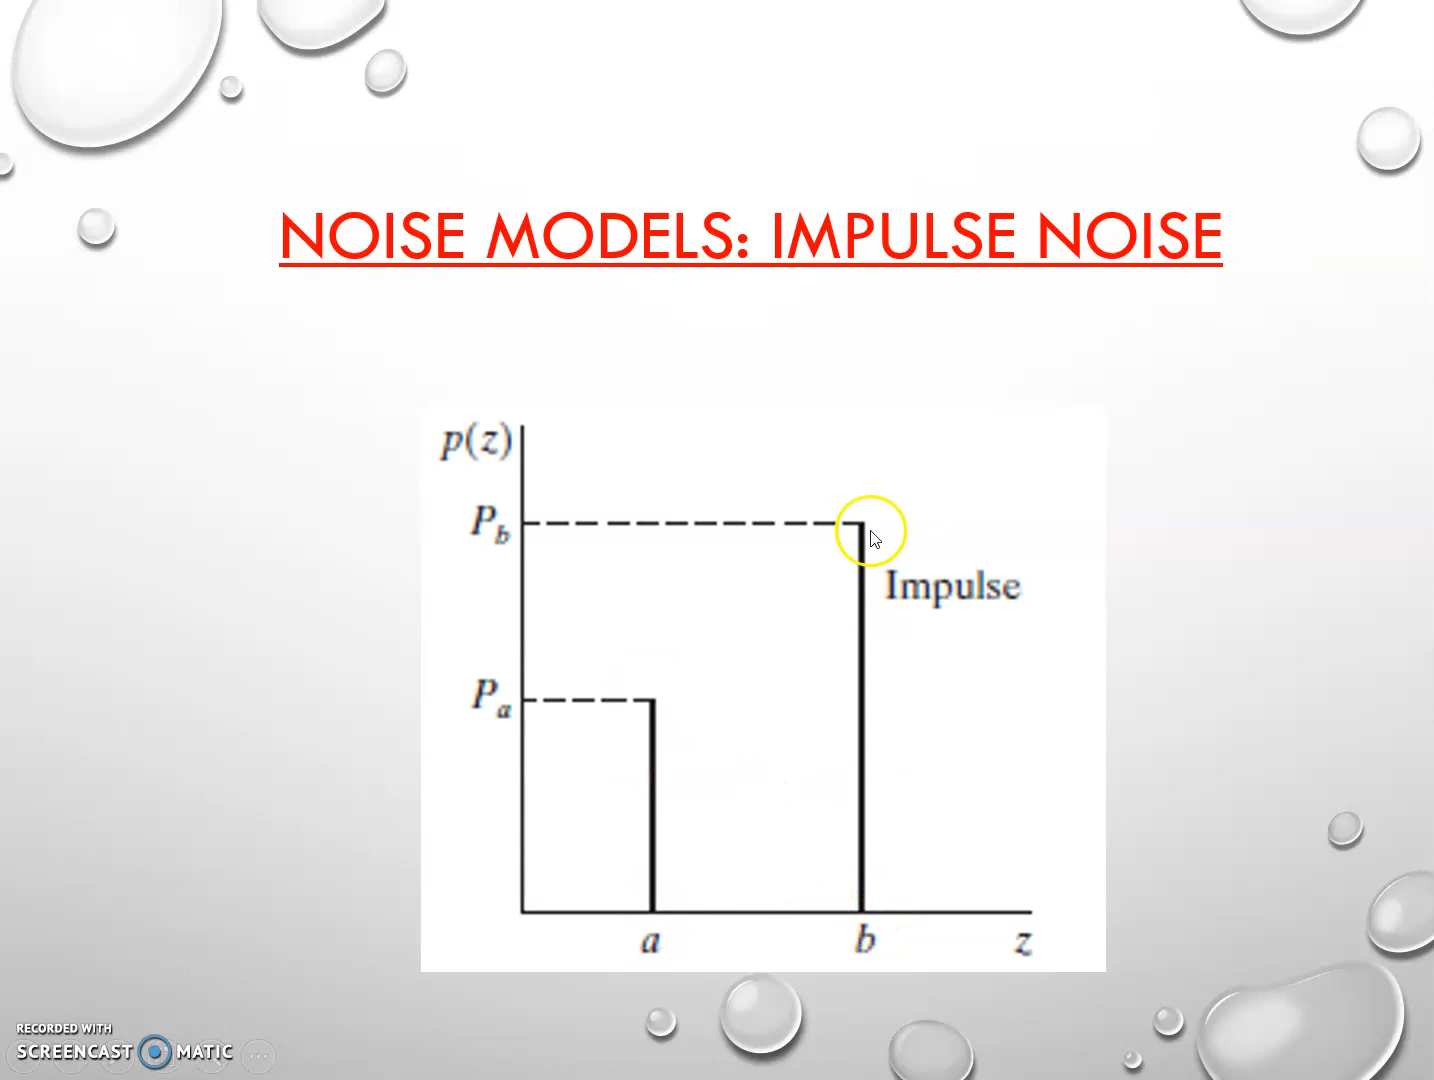 NOISE MODELS: IMPULSE NOISE
p(z)
P_b
Impulse
P_a
a b z
RECORDED WITH
SCREENCAST MATIC